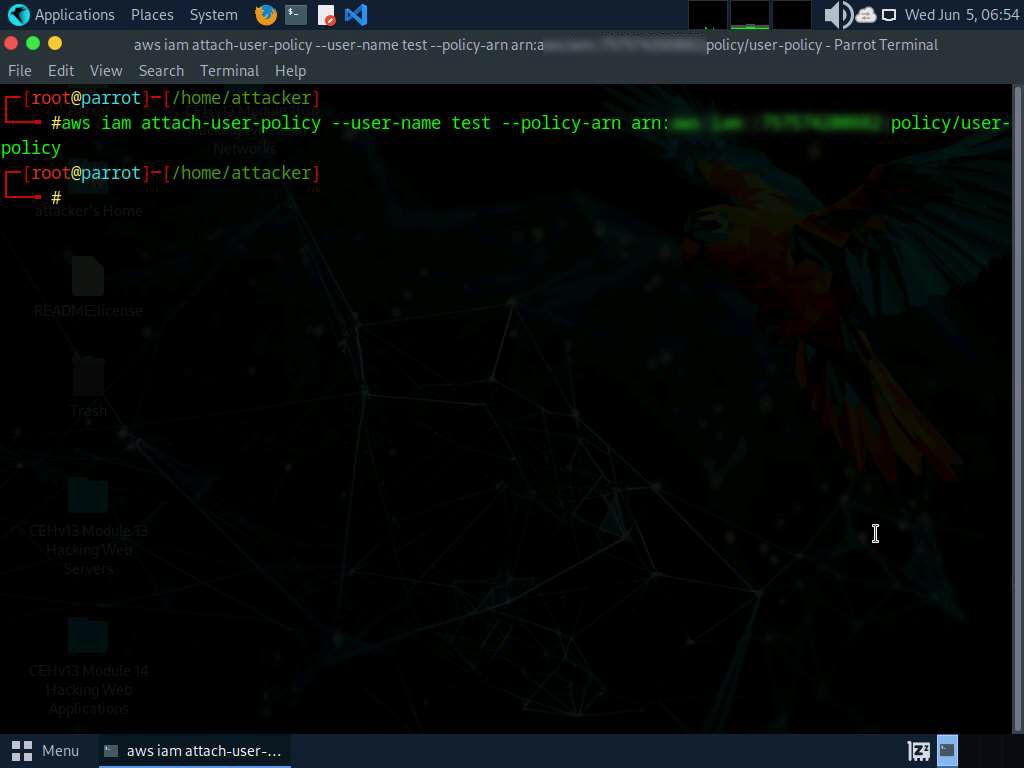 Applications Places System
Wed Jun 5, 06:54
aws iam attach-user-policy --user-name test --policy-arn arn:a policy/user-policy - Parrot Terminal
File Edit View Search Terminal Help
┌─[root@parrot]─[/home/attacker]
└──╼ #aws iam attach-user-policy --user-name test --policy-arn arn: policy/user-
policy
┌─[root@parrot]─[/home/attacker]
└──╼ #
Networks
attacker's Home
README.license
Trash
CEHv13 Module 13
Hacking Web
Servers
CEHv13 Module 14
Hacking Web
Applications
Menu aws iam attach-user-...